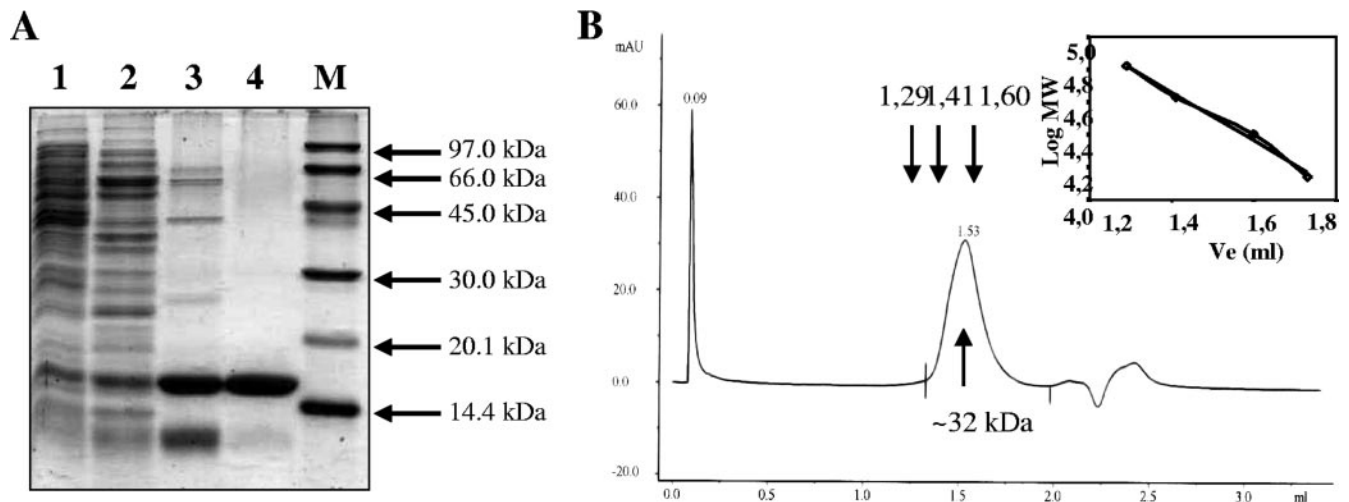 A
1 2 3 4 M
97.0 kDa
66.0 kDa
45.0 kDa
30.0 kDa
20.1 kDa
14.4 kDa
B
mAU
60.0
40.0
20.0
0.0
-20.0
0.09
1,29 1,41 1,60
1.53
~32 kDa
0.0 0.5 1.0 1.5 2.0 2.5 3.0 ml
Log MW
5,0
4,8
4,6
4,4
4,2
4,0
1,2 1,4 1,6 1,8
Ve (ml)